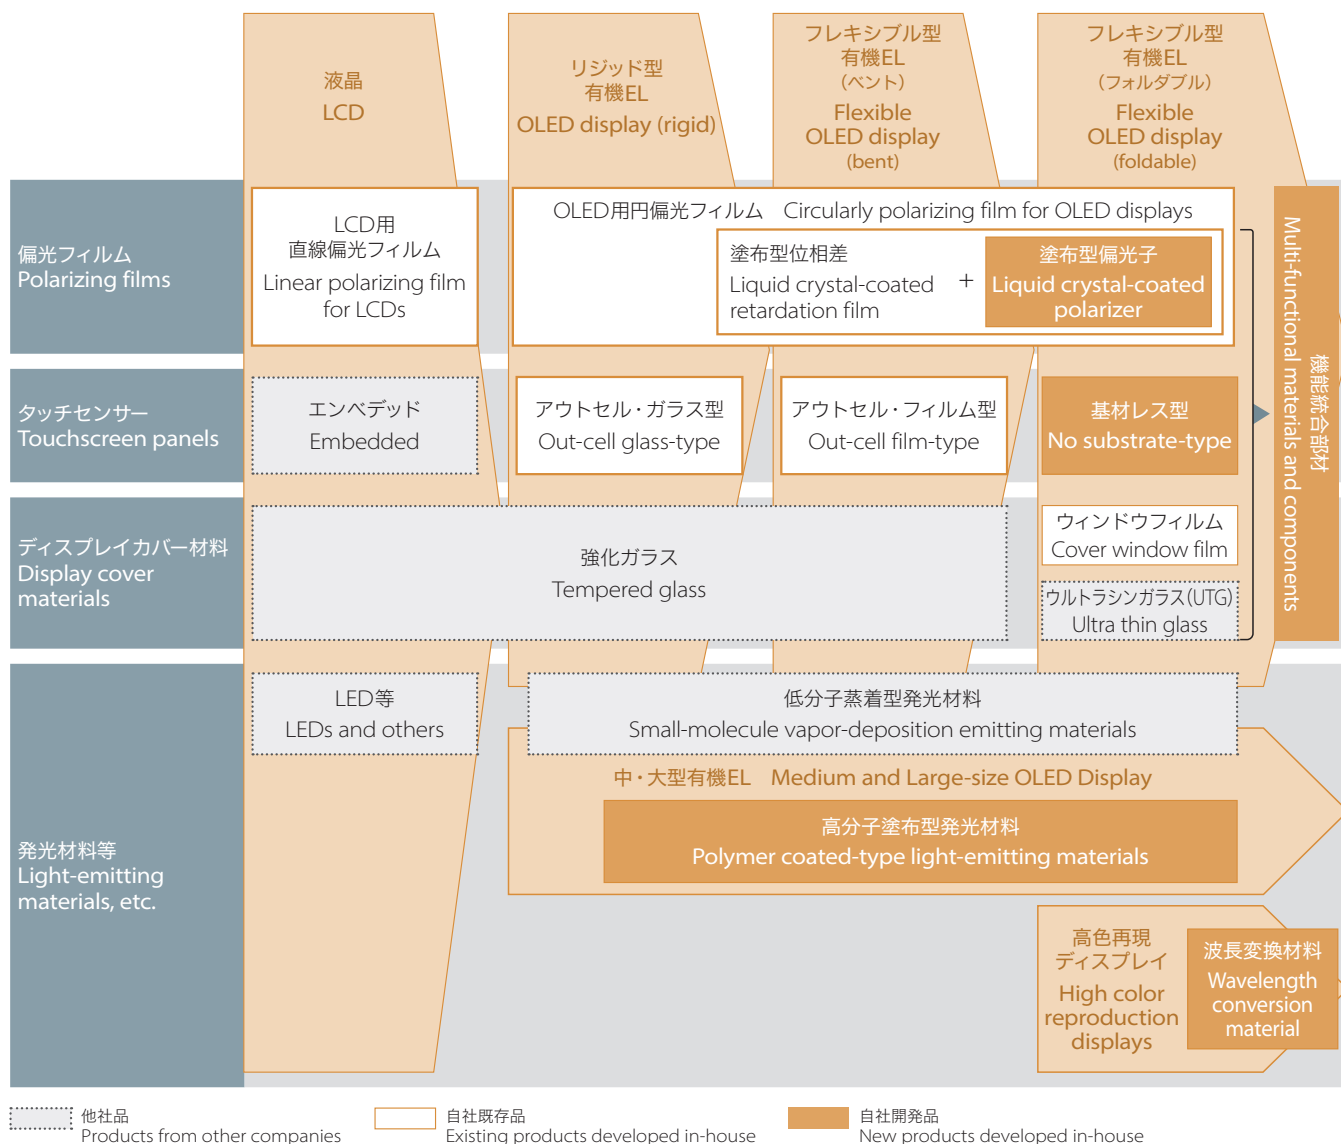 液晶
LCD
リジッド型
有機EL
OLED display (rigid)
フレキシブル型
有機EL
(ベント)
Flexible
OLED display
(bent)
フレキシブル型
有機EL
(フォルダブル)
Flexible
OLED display
(foldable)
偏光フィルム
Polarizing films
LCD用
直線偏光フィルム
Linear polarizing film
for LCDs
OLED用円偏光フィルム Circularly polarizing film for OLED displays
塗布型位相差
Liquid crystal-coated
retardation film
+
塗布型偏光子
Liquid crystal-coated
polarizer
機能統合部材
Multi-functional materials and components
タッチセンサー
Touchscreen panels
エンベデッド
Embedded
アウトセル・ガラス型
Out-cell glass-type
アウトセル・フィルム型
Out-cell film-type
基材レス型
No substrate-type
ディスプレイカバー材料
Display cover
materials
強化ガラス
Tempered glass
ウィンドウフィルム
Cover window film
ウルトラシンガラス(UTG)
Ultra thin glass
発光材料等
Light-emitting
materials, etc.
LED等
LEDs and others
低分子蒸着型発光材料
Small-molecule vapor-deposition emitting materials
中・大型有機EL Medium and Large-size OLED Display
高分子塗布型発光材料
Polymer coated-type light-emitting materials
高色再現
ディスプレイ
High color
reproduction
displays
波長変換材料
Wavelength
conversion
material
他社品
Products from other companies
自社既存品
Existing products developed in-house
自社開発品
New products developed in-house